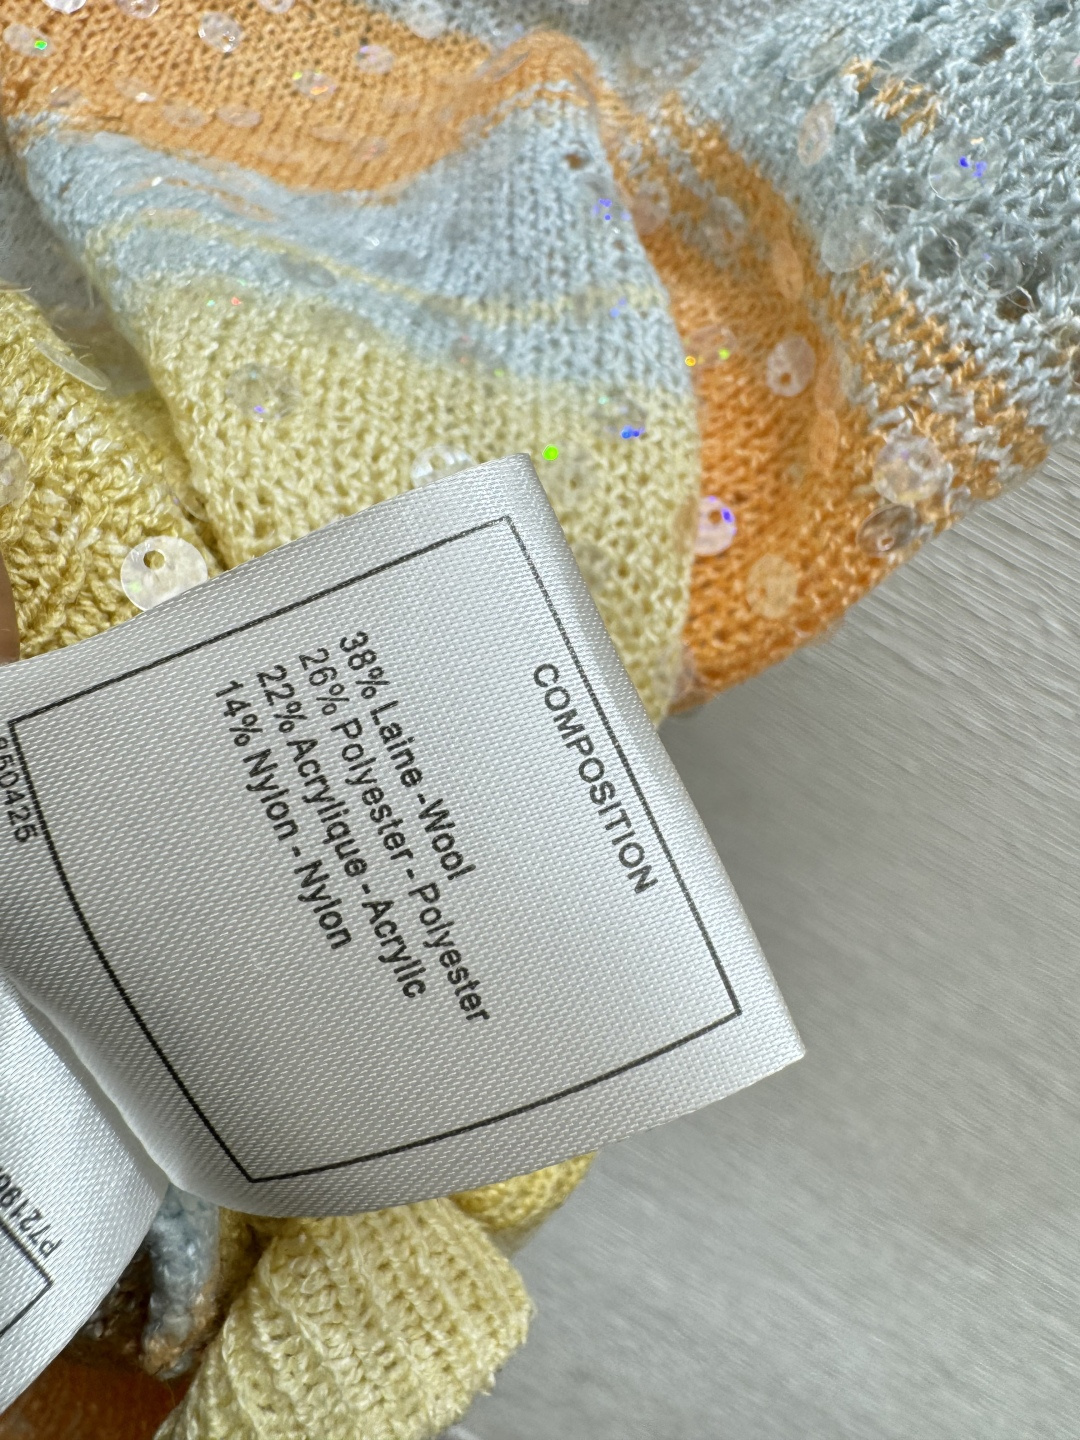 COMPOSITION
38% Laine -Wool
26% Polyester - Polyester
22% Acrylique - Acrylic
14% Nylon - Nylon